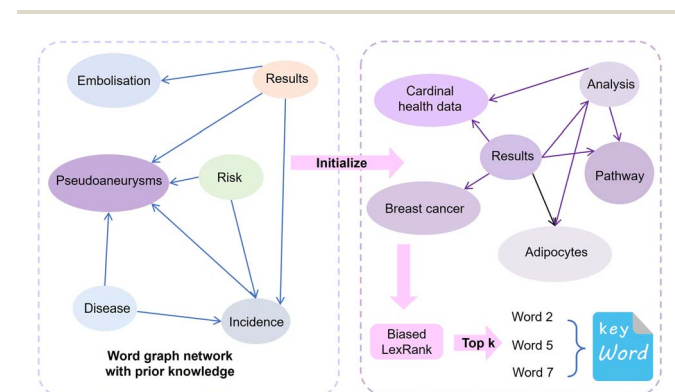 Embolisation
Results
Pseudoaneurysms
Risk
Disease
Incidence
Word graph network
with prior knowledge
Initialize
Cardinal
health data
Analysis
Results
Pathway
Breast cancer
Adipocytes
Biased
LexRank
Top k
Word 2
Word 5
Word 7
key
Word